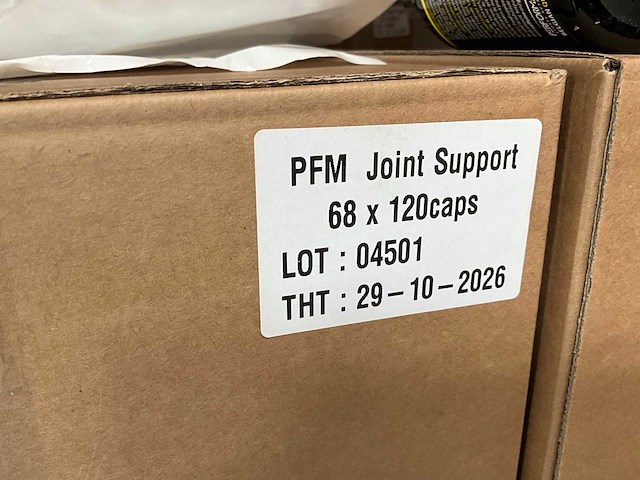 PFM Joint Support
68 x 120caps
LOT : 04501
THT : 29-10-2026